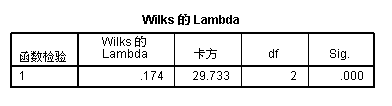 Wilks 的 Lambda
函数检验 Wilks 的 Lambda 卡方 df Sig.
1 .174 29.733 2 .000